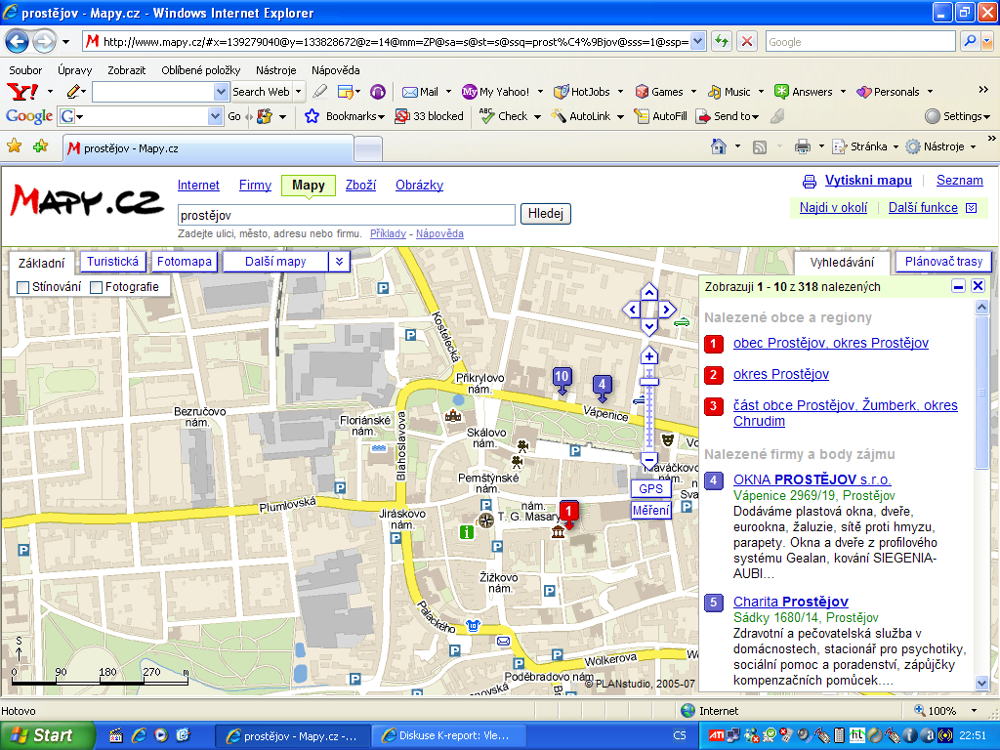 prostějov - Mapy.cz - Windows Internet Explorer
http://www.mapy.cz/#x=139279040@y=133828672@z=14@mm=ZP@sa=s@st=s@ssq=prost%C4%9Bjov@sss=1@ssp=
Google
Soubor Úpravy Zobrazit Oblíbené položky Nástroje Nápověda
Y! Search Web Mail My Yahoo! HotJobs Games Music Answers Personals
Google G Go Bookmarks 33 blocked Check AutoLink AutoFill Send to Settings
prostějov - Mapy.cz Stránka Nástroje
MAPY.CZ
Internet Firmy Mapy Zboží Obrázky
Vytiskni mapu Seznam
prostějov Hledej
Najdi v okolí Další funkce
Zadejte ulici, město, adresu nebo firmu. Příklady - Nápověda
Základní Turistická Fotomapa Další mapy
Vyhledávání Plánovač trasy
Stínování Fotografie
Zobrazuji 1 - 10 z 318 nalezených
Nalezené obce a regiony
1 obec Prostějov, okres Prostějov
2 okres Prostějov
3 část obce Prostějov, Žumberk, okres
Chrudim
Nalezené firmy a body zájmu
4 OKNA PROSTĚJOV s.r.o.
Vápenice 2969/19, Prostějov
Dodáváme plastová okna, dveře,
eurookna, žaluzie, sítě proti hmyzu,
parapety. Okna a dveře z profilového
systému Gealan, kování SIEGENIA-
AUBI...
5 Charita Prostějov
Sádky 1680/14, Prostějov
Zdravotní a pečovatelská služba v
domácnostech, stacionář pro psychotiky,
sociální pomoc a poradenství, zápůjčky
kompenzačních pomůcek....
P
P
Kostelecká
Přikrylovo
nám.
10
4
Vápenice
Bezručovo
nám.
Floriánské
nám.
Blahoslavova
Skálovo
nám.
P
Pernštýnské
nám.
GPS
Měření
P
P
P
Plumlovská
Jiráskovo
nám.
P
nám.
T. G. Masary
1
P
P
Žižkovo
nám.
P
Palackého
P
P
P
P
Wolkerova
Poděbradovo nám.
S
0 90 180 270 m
© PLANstudio, 2005-07
Hotovo Internet 100%
Start prostějov - Mapy.cz -... Diskuse K-report: Vle... CS 22:51